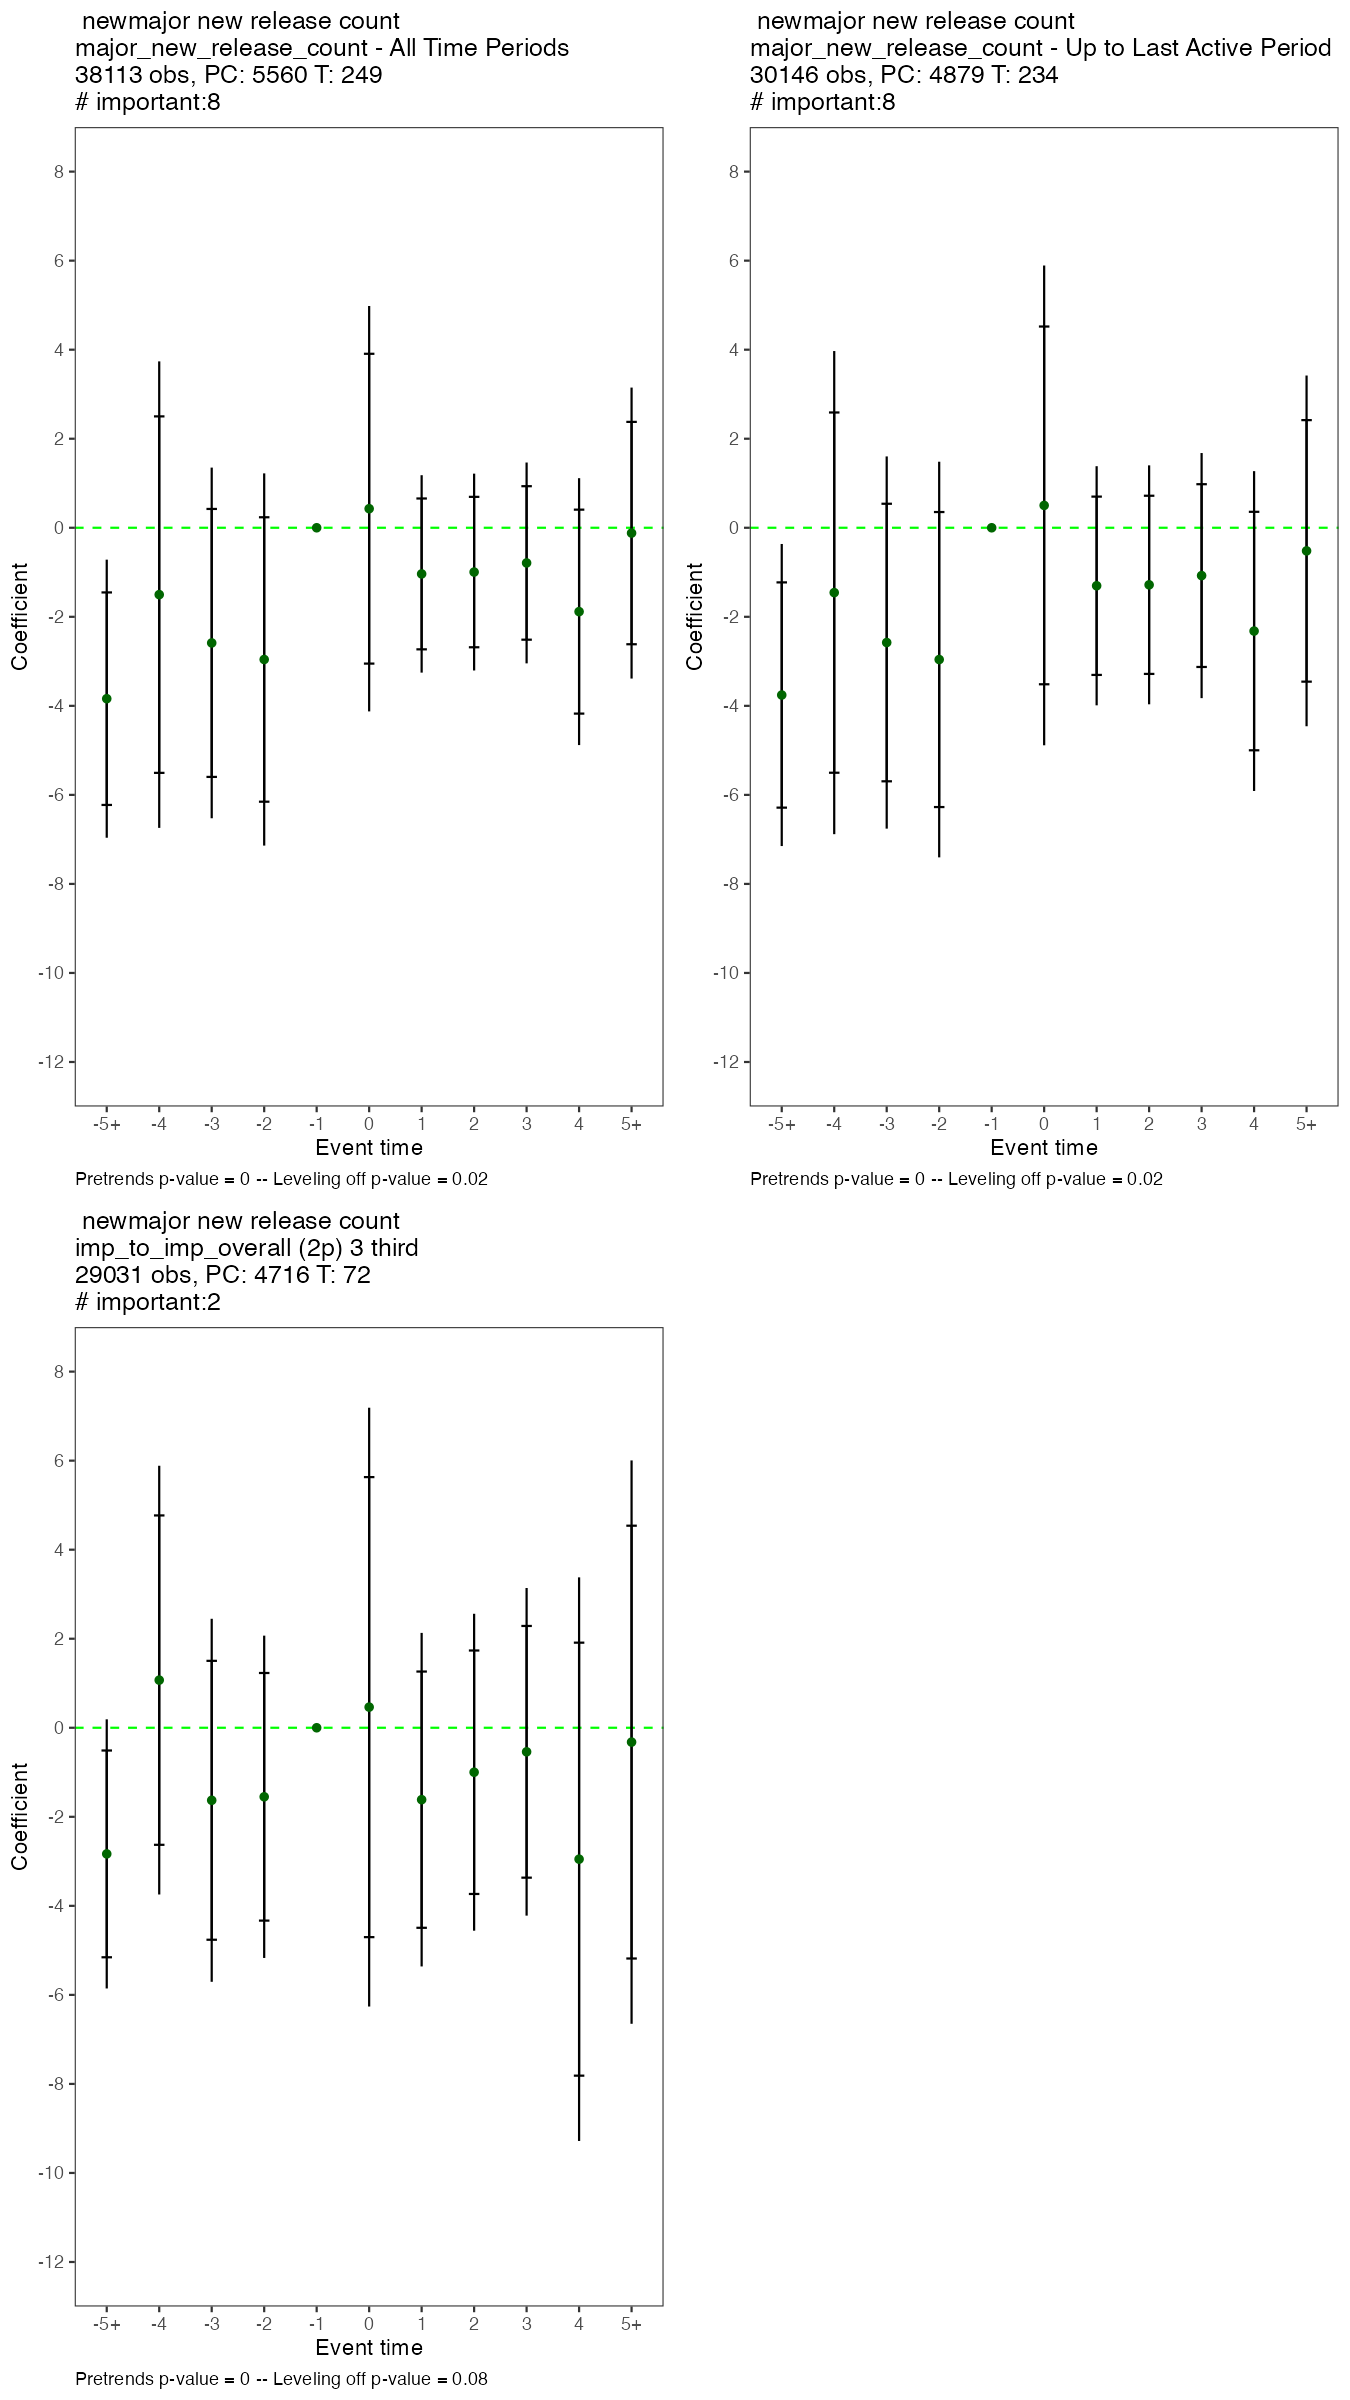 newmajor new release count
major_new_release_count - All Time Periods
38113 obs, PC: 5560 T: 249
# important:8
8
6
4
2
0
-2
-4
-6
-8
-10
-12
Coefficient
-5+ -4 -3 -2 -1 0 1 2 3 4 5+
Event time
Pretrends p-value = 0 -- Leveling off p-value = 0.02
newmajor new release count
major_new_release_count - Up to Last Active Period
30146 obs, PC: 4879 T: 234
# important:8
8
6
4
2
0
-2
-4
-6
-8
-10
-12
Coefficient
-5+ -4 -3 -2 -1 0 1 2 3 4 5+
Event time
Pretrends p-value = 0 -- Leveling off p-value = 0.02
newmajor new release count
imp_to_imp_overall (2p) 3 third
29031 obs, PC: 4716 T: 72
# important:2
8
6
4
2
0
-2
-4
-6
-8
-10
-12
Coefficient
-5+ -4 -3 -2 -1 0 1 2 3 4 5+
Event time
Pretrends p-value = 0 -- Leveling off p-value = 0.08